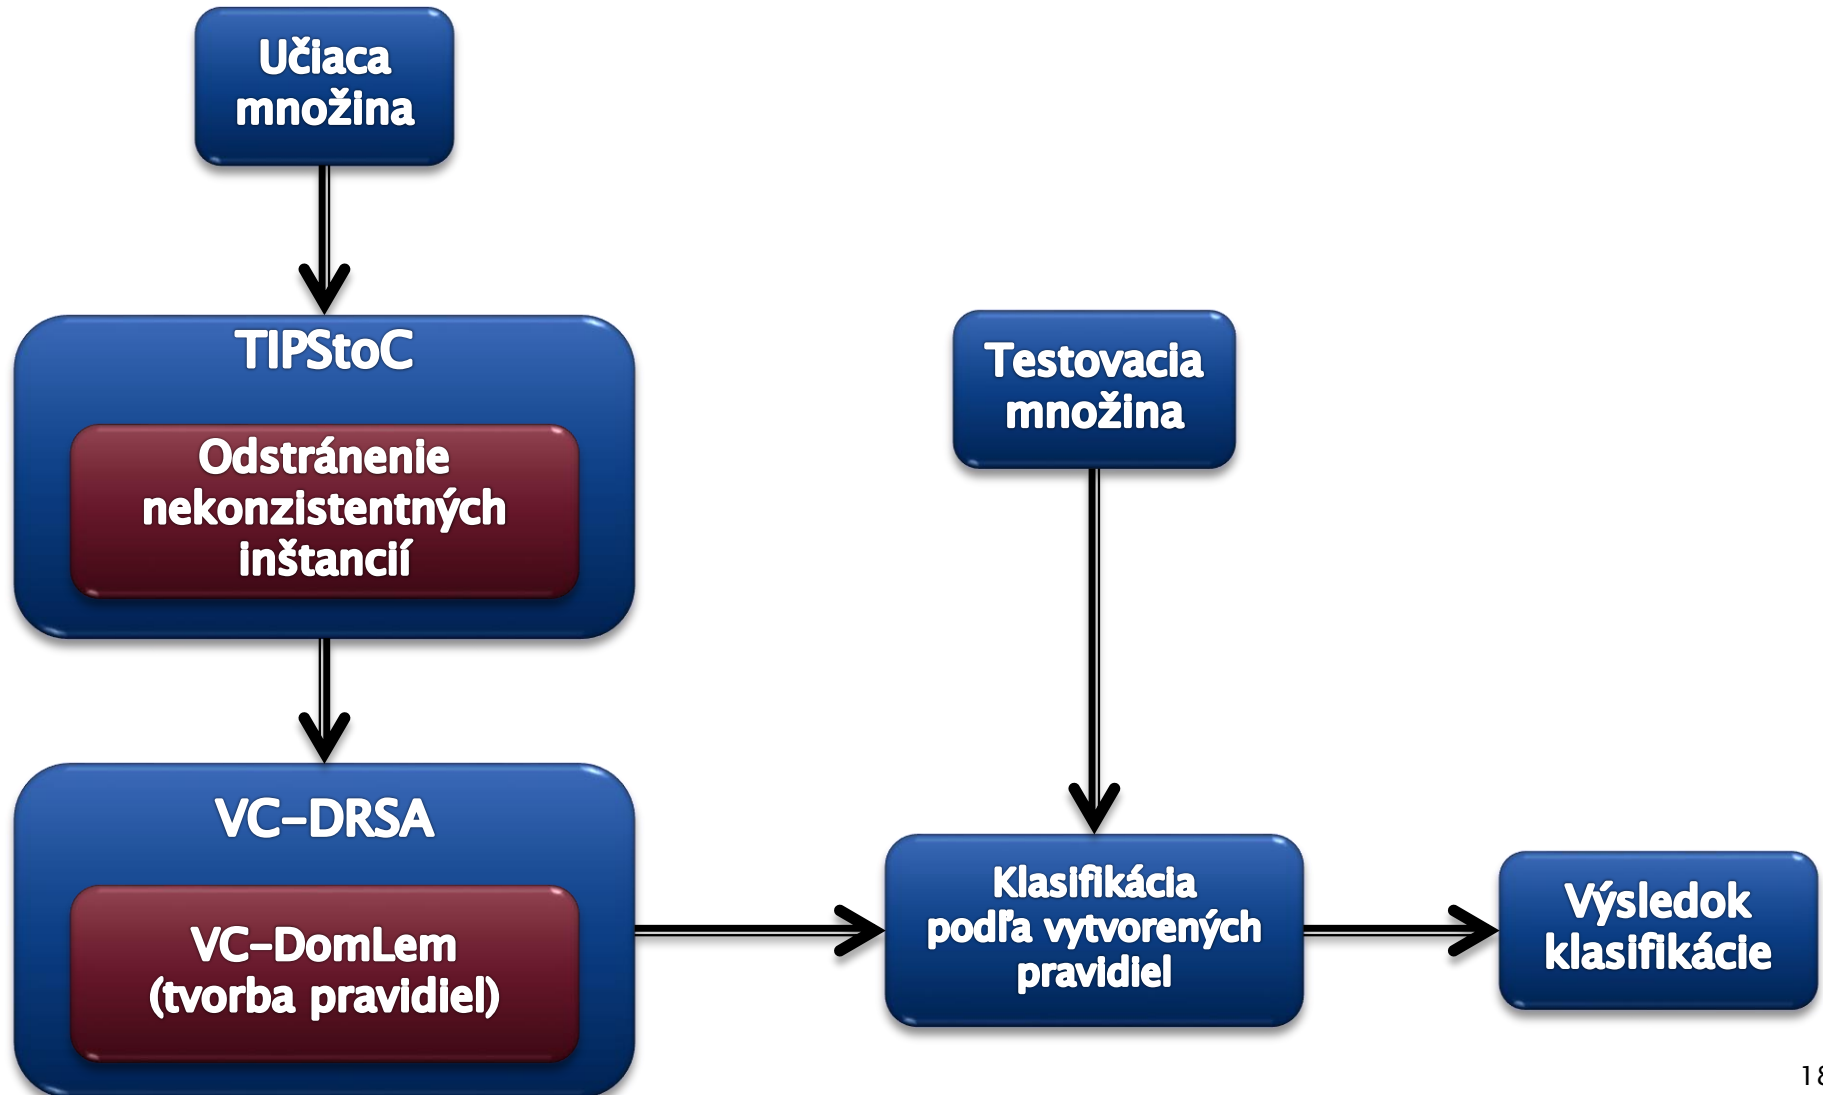 Učiaca
množina
TIPStoC
Odstránenie
nekonzistentných
inštancií
Testovacia
množina
VC-DRSA
VC-DomLem
(tvorba pravidiel)
Klasifikácia
podľa vytvorených
pravidiel
Výsledok
klasifikácie
18